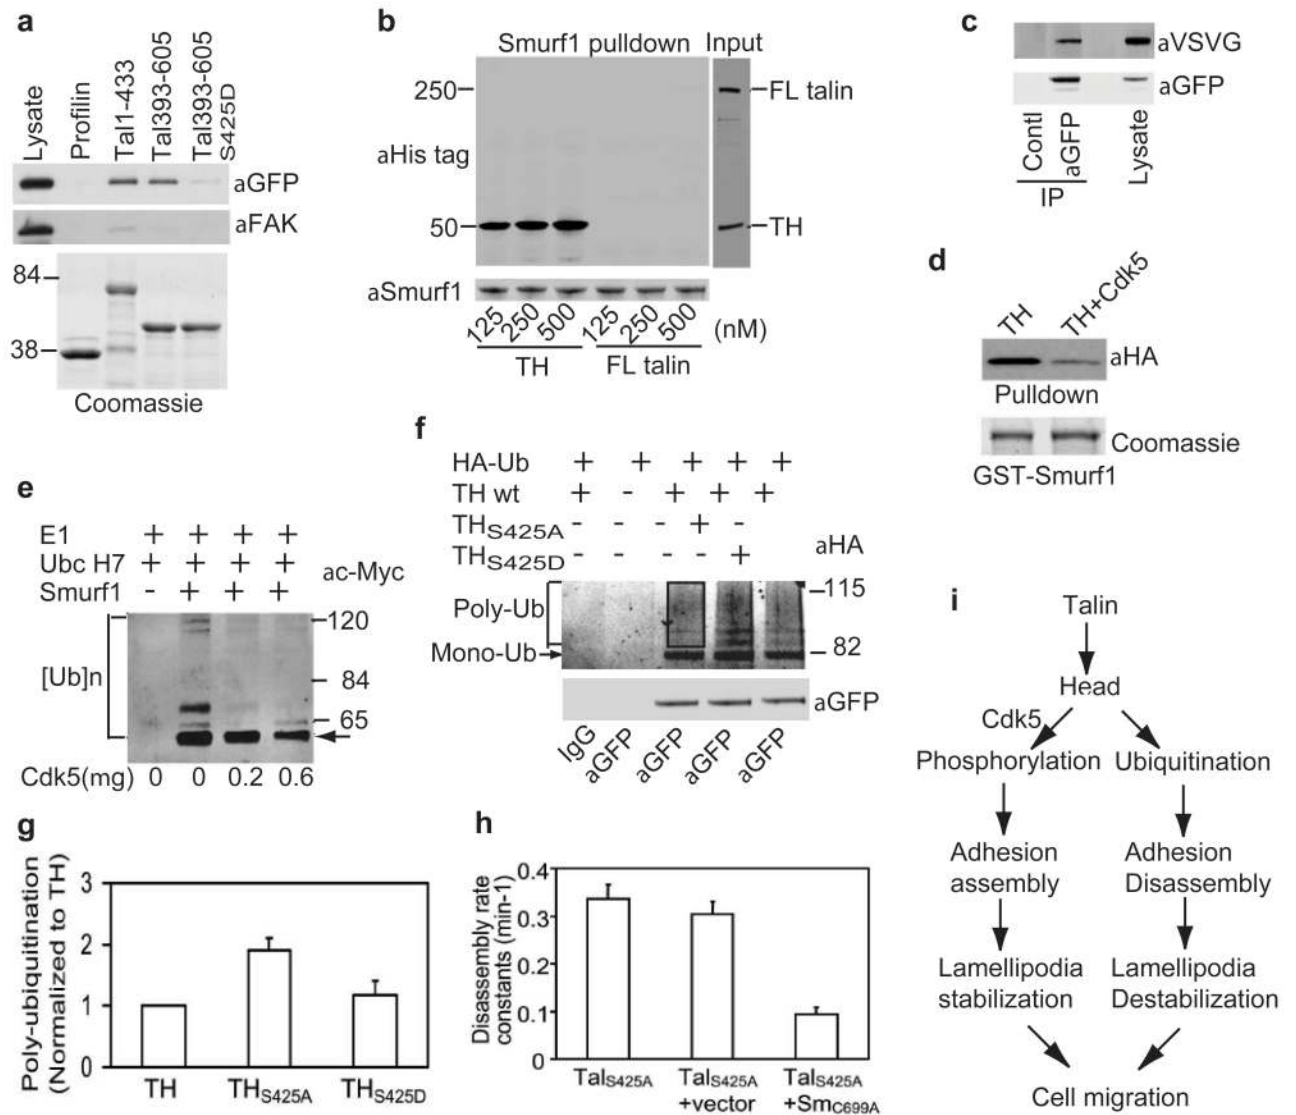 a
Lysate
Profilin
Tal1-433
Tal393-605
Tal393-605
S425D
aGFP
aFAK
84
38
Coomassie
b
Smurf1 pulldown
Input
250
FL talin
aHis tag
50
TH
aSmurf1
125
250
500
125
250
500
(nM)
TH
FL talin
c
aVSVG
aGFP
Contl
aGFP
Lysate
IP
d
TH
TH+Cdk5
aHA
Pulldown
Coomassie
GST-Smurf1
e
E1 + + + +
Ubc H7 + + + +
Smurf1 - + + +
ac-Myc
120
[Ub]n
84
65
Cdk5(mg) 0 0 0.2 0.6
f
HA-Ub + + + + +
TH wt + - + + +
THS425A - - - + -
THS425D - - - - +
aHA
115
Poly-Ub
Mono-Ub
82
aGFP
IgG
aGFP
aGFP
aGFP
aGFP
g
Poly-ubiquitination
(Normalized to TH)
3
2
1
0
TH
THS425A
THS425D
h
Disassembly rate
constants (min-1)
0.4
0.3
0.2
0.1
0
TalS425A
TalS425A
+vector
TalS425A
+SmC699A
i
Talin
Head
Cdk5
Phosphorylation
Ubiquitination
Adhesion
assembly
Adhesion
Disassembly
Lamellipodia
stabilization
Lamellipodia
Destabilization
Cell migration